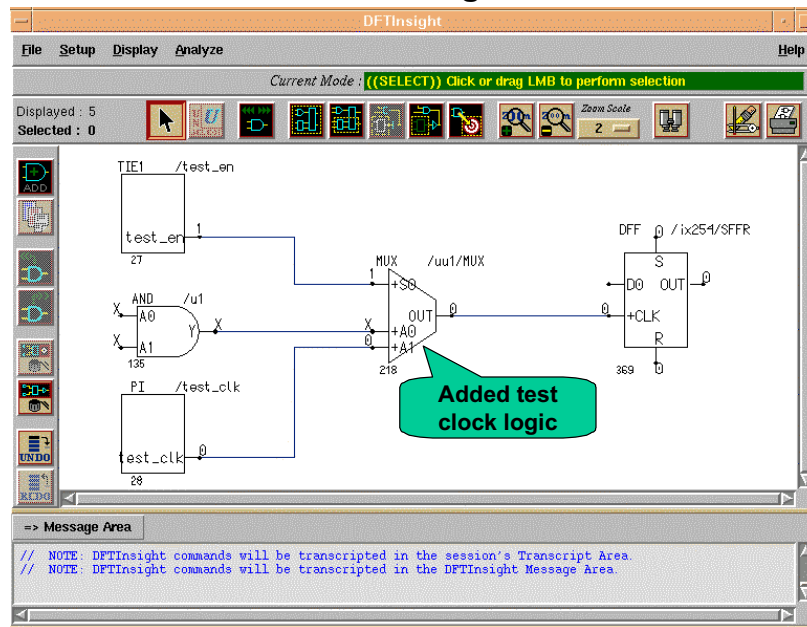 DFTInsight
File Setup Display Analyze Help
Current Mode : ((SELECT)) Click or drag LMB to perform selection
Displayed : 5
Selected : 0
Zoom Scale
2
ADD
UNDO
REDO
TIE1 /test_en
test_en 1
27
AND /u1
X A0
Y X
X A1
135
PI /test_clk
test_clk 0
28
MUX /uu1/MUX
1 +S0
OUT 0
X +A0
0 +A1
218
DFF 0 /ix254/SFFR
S
D0 OUT 0
0 +CLK
R
369 0
Added test
clock logic
=> Message Area
// NOTE: DFTInsight commands will be transcripted in the session's Transcript Area.
// NOTE: DFTInsight commands will be transcripted in the DFTInsight Message Area.